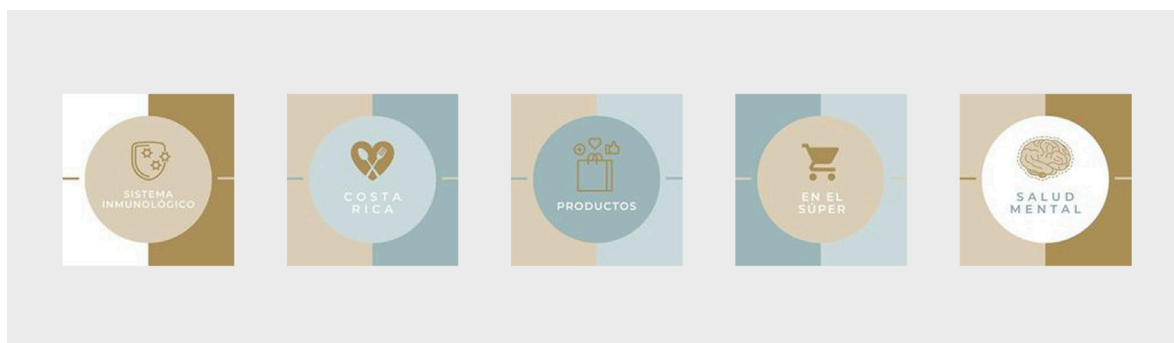 SISTEMA
INMUNOLÓGICO
COSTA
RICA
PRODUCTOS
EN EL
SÚPER
SALUD
MENTAL